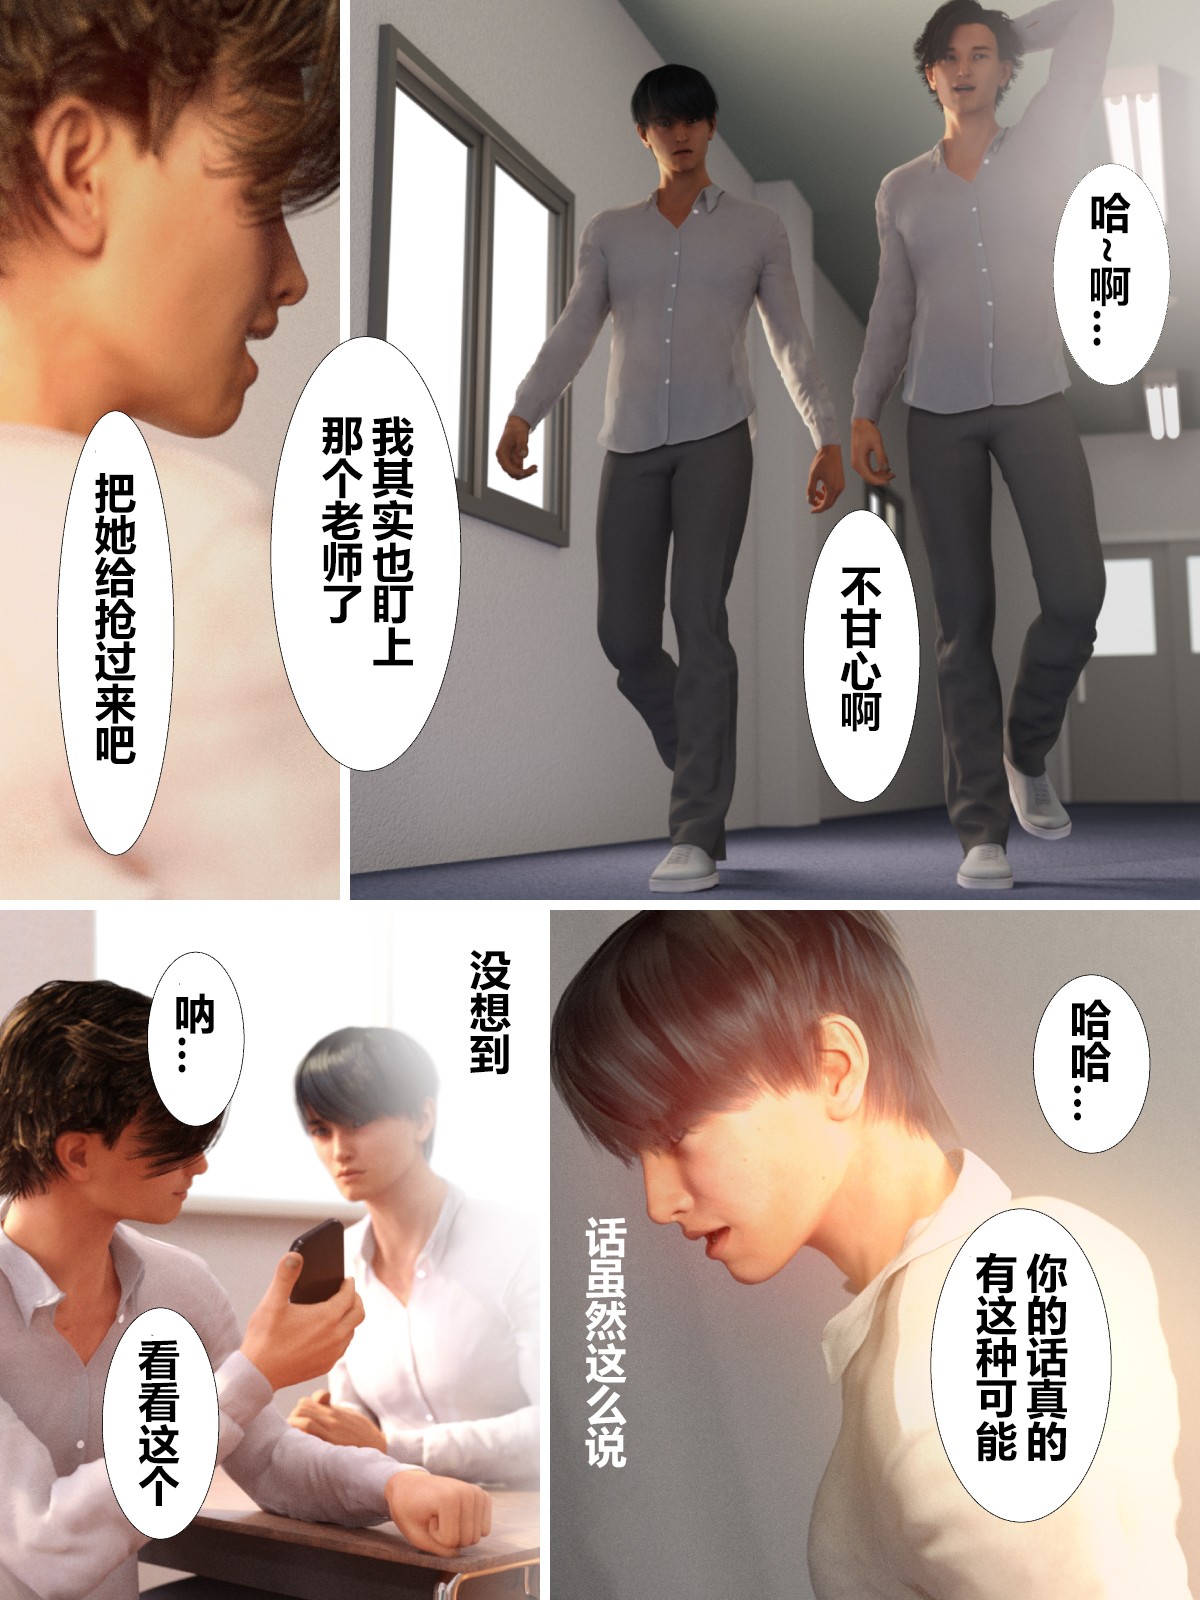 哈~啊…
不甘心啊
我其实也盯上
那个老师了
把她给抢过来吧
哈哈…
你的话真的
有这种可能
话虽然这么说
没想到
呐…
看看这个